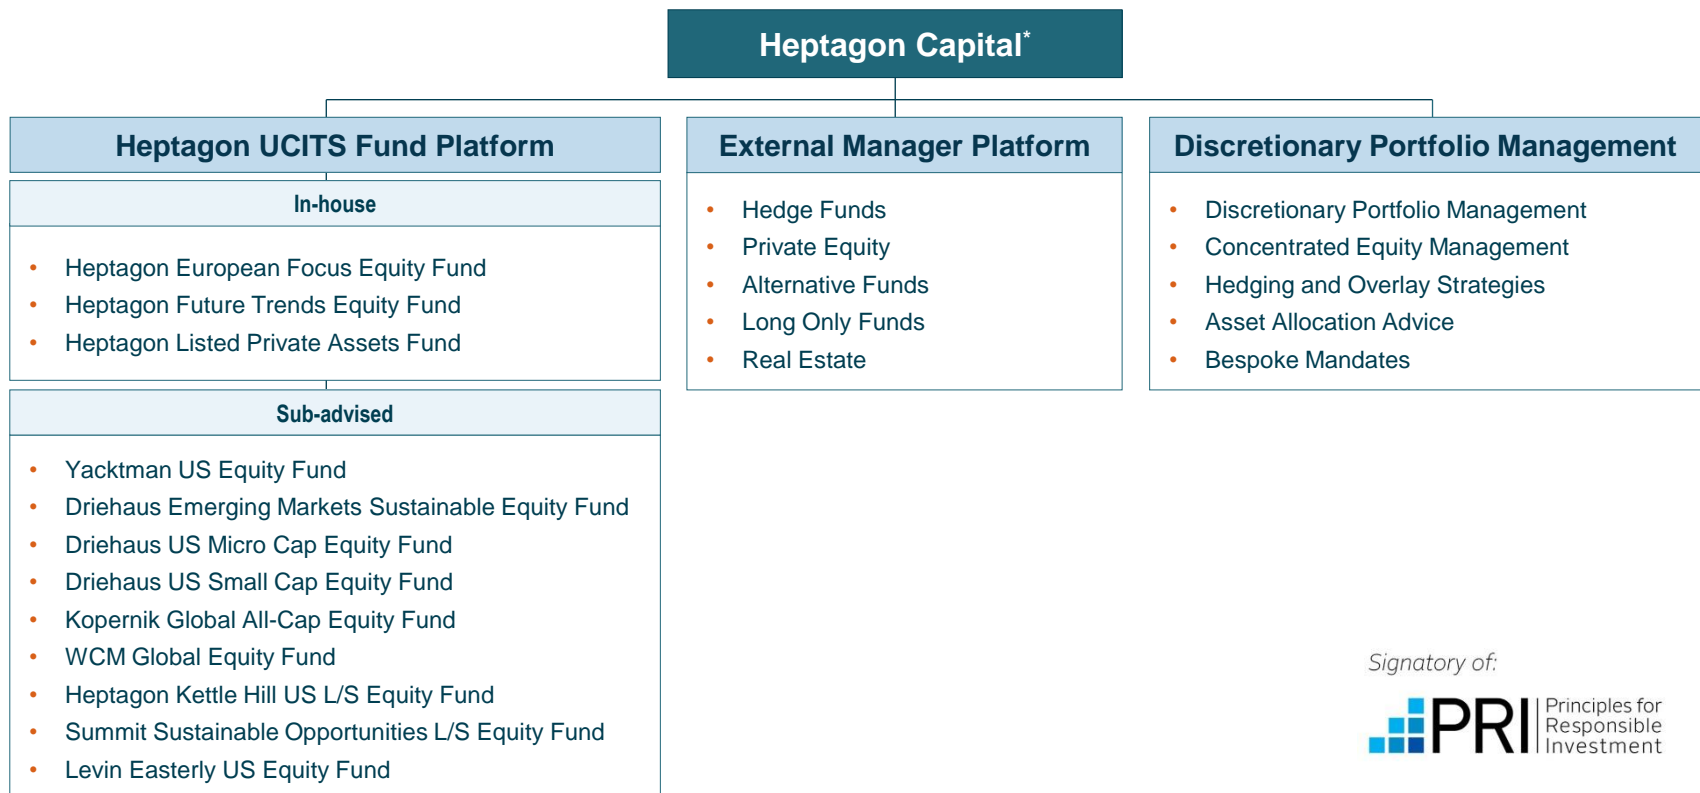 Heptagon Capital*
Heptagon UCITS Fund Platform
In-house
• Heptagon European Focus Equity Fund
• Heptagon Future Trends Equity Fund
• Heptagon Listed Private Assets Fund
Sub-advised
• Yacktman US Equity Fund
• Driehaus Emerging Markets Sustainable Equity Fund
• Driehaus US Micro Cap Equity Fund
• Driehaus US Small Cap Equity Fund
• Kopernik Global All-Cap Equity Fund
• WCM Global Equity Fund
• Heptagon Kettle Hill US L/S Equity Fund
• Summit Sustainable Opportunities L/S Equity Fund
• Levin Easterly US Equity Fund
External Manager Platform
• Hedge Funds
• Private Equity
• Alternative Funds
• Long Only Funds
• Real Estate
Discretionary Portfolio Management
• Discretionary Portfolio Management
• Concentrated Equity Management
• Hedging and Overlay Strategies
• Asset Allocation Advice
• Bespoke Mandates
Signatory of:
PRI
Principles for
Responsible
Investment